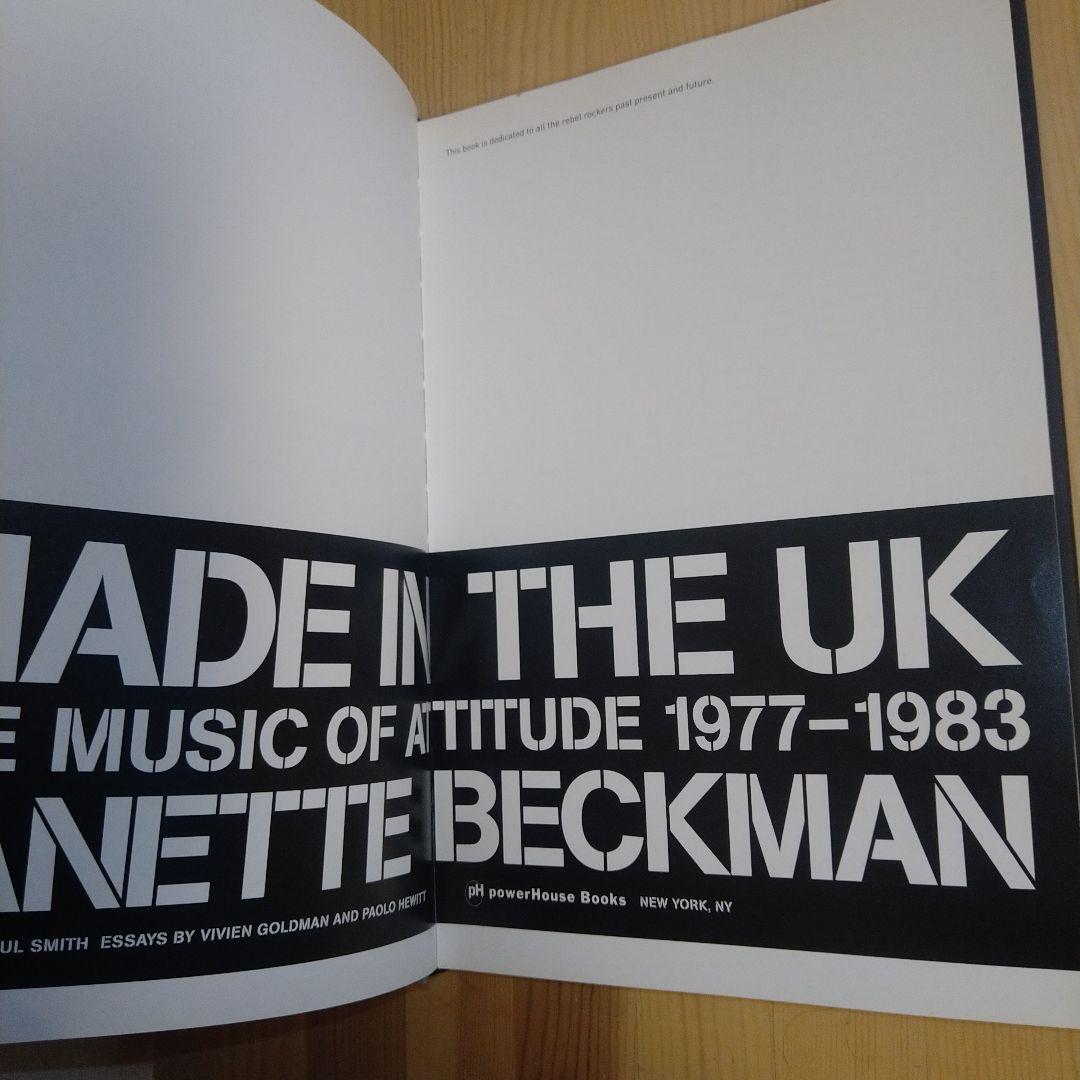 This book is dedicated to all the rebel rockers past present and future.
MADE IN THE UK
E MUSIC OF ATTITUDE 1977–1983
ANETTE BECKMAN
pH powerHouse Books NEW YORK, NY
UL SMITH ESSAYS BY VIVIEN GOLDMAN AND PAOLO HEWITT